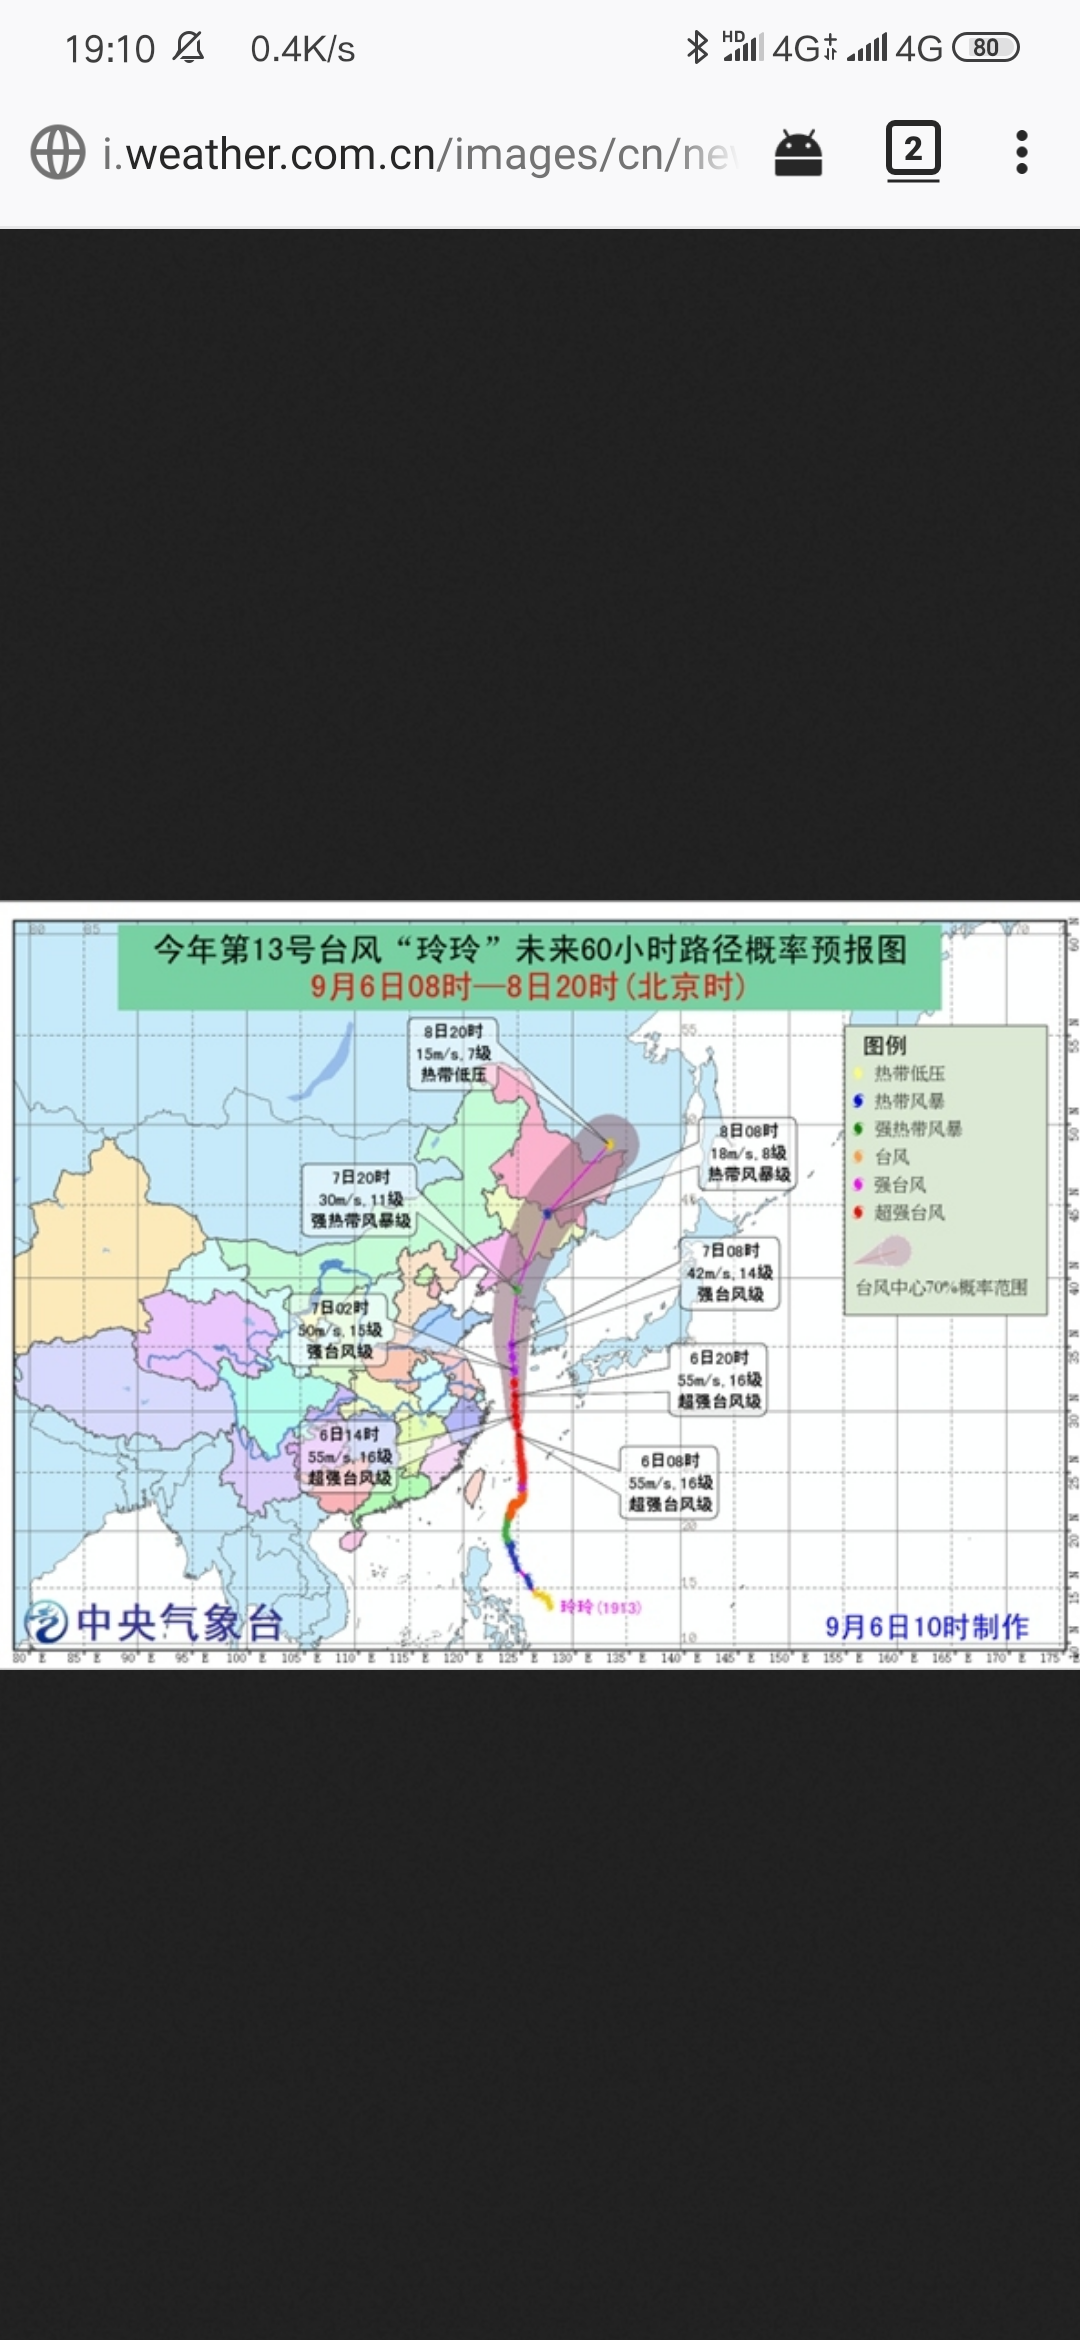 19:10
0.4K/s
HD
4G
4G
80
i.weather.com.cn/images/cn/ne
2
今年第13号台风“玲玲”未来60小时路径概率预报图
9月6日08时—8日20时(北京时)
8日20时
15m/s,7级
热带低压
图例
热带低压
热带风暴
强热带风暴
台风
强台风
超强台风
台风中心70%概率范围
8日08时
18m/s,8级
热带风暴级
7日20时
30m/s,11级
强热带风暴级
7日08时
42m/s,14级
强台风级
7日02时
50m/s,15级
强台风级
6日20时
55m/s,16级
超强台风级
6日14时
55m/s,16级
超强台风级
6日08时
55m/s,16级
超强台风级
玲玲(1913)
中央气象台
9月6日10时制作
80° E 85° E 90° E 95° E 100° E 105° E 110° E 115° E 120° E 125° E 130° E 135° E 140° E 145° E 150° E 155° E 160° E 165° E 170° E 175°